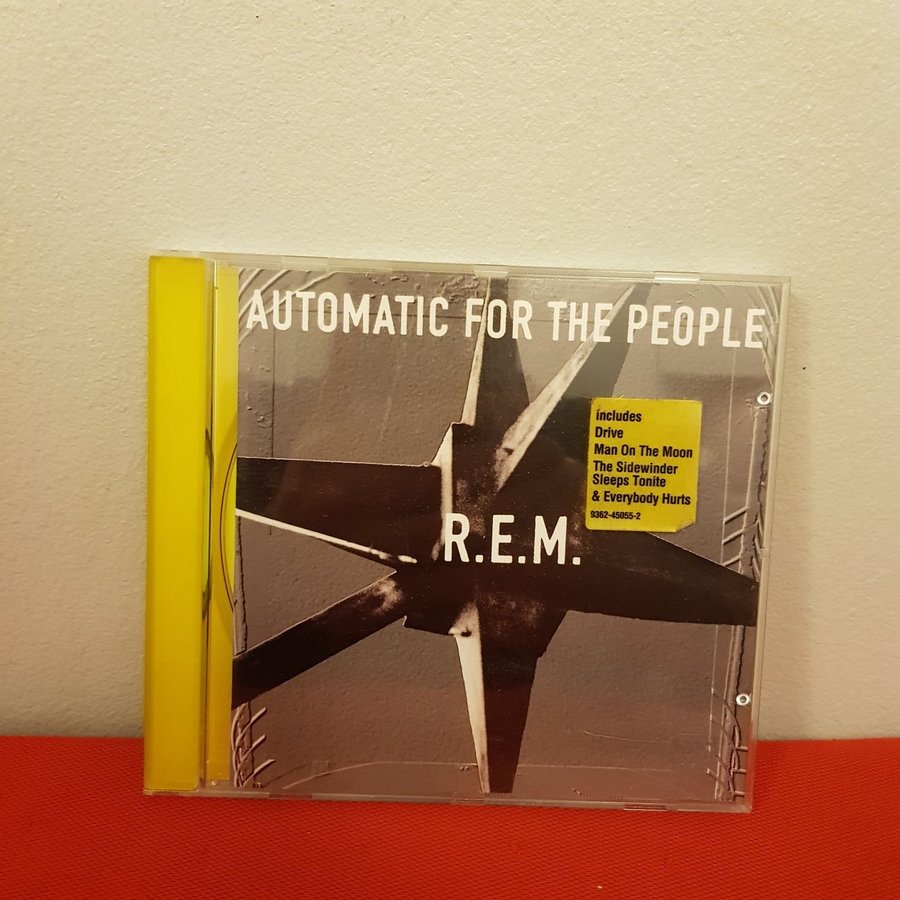 AUTOMATIC FOR THE PEOPLE
includes
Drive
Man On The Moon
The Sidewinder
Sleeps Tonite
& Everybody Hurts
9362-45055-2
R.E.M.